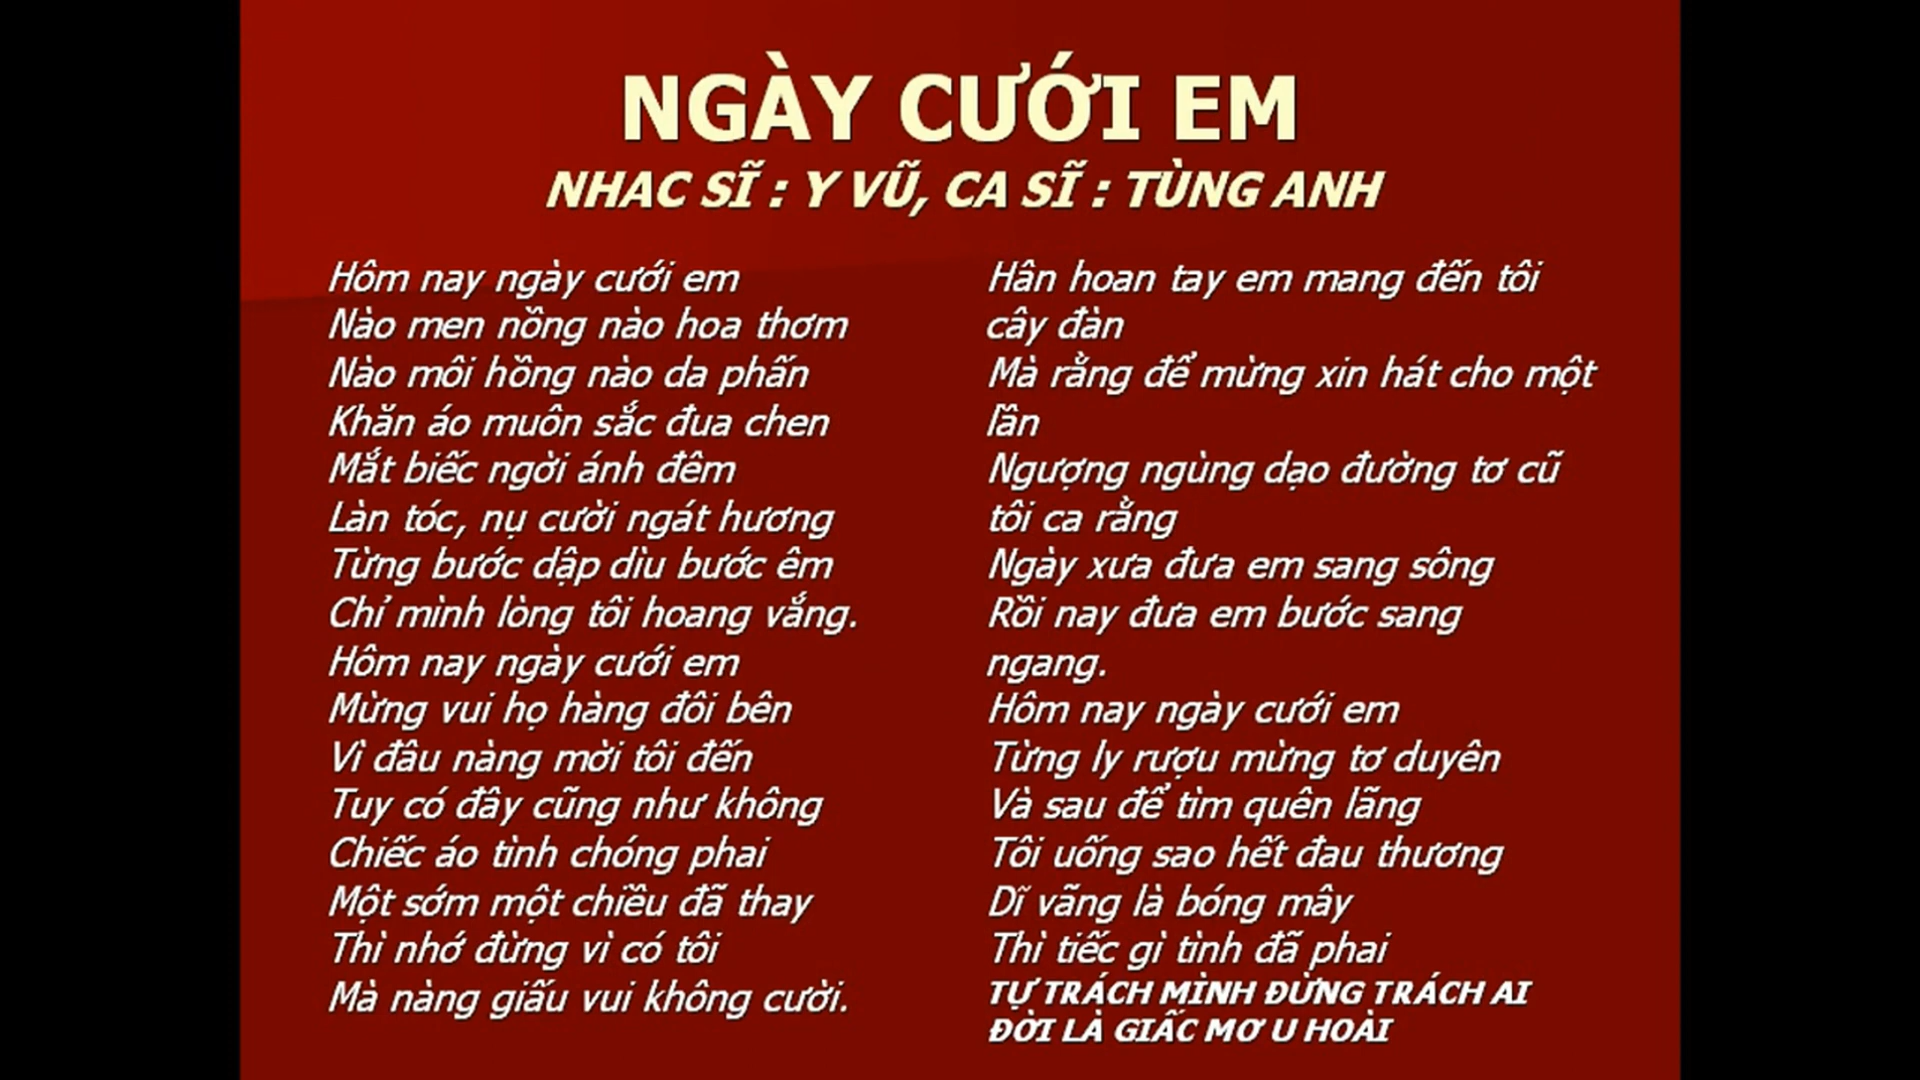 NGÀY CƯỚI EM
NHAC SĨ : Y VŨ, CA SĨ : TÙNG ANH
Hôm nay ngày cưới em
Nào men nồng nào hoa thơm
Nào môi hồng nào da phấn
Khăn áo muôn sắc đua chen
Mắt biếc ngời ánh đêm
Làn tóc, nụ cười ngát hương
Từng bước dập dìu bước êm
Chỉ mình lòng tôi hoang vắng.
Hôm nay ngày cưới em
Mừng vui họ hàng đôi bên
Vì đâu nàng mời tôi đến
Tuy có đây cũng như không
Chiếc áo tình chóng phai
Một sớm một chiều đã thay
Thì nhớ đừng vì có tôi
Mà nàng giấu vui không cười.
Hân hoan tay em mang đến tôi
cây đàn
Mà rằng để mừng xin hát cho một
lần
Ngượng ngùng dạo đường tơ cũ
tôi ca rằng
Ngày xưa đưa em sang sông
Rồi nay đưa em bước sang
ngang.
Hôm nay ngày cưới em
Từng ly rượu mừng tơ duyên
Và sau để tìm quên lãng
Tôi uống sao hết đau thương
Dĩ vãng là bóng mây
Thì tiếc gì tình đã phai
TỰ TRÁCH MÌNH ĐỪNG TRÁCH AI
ĐỜI LÀ GIẤC MƠ U HOÀI